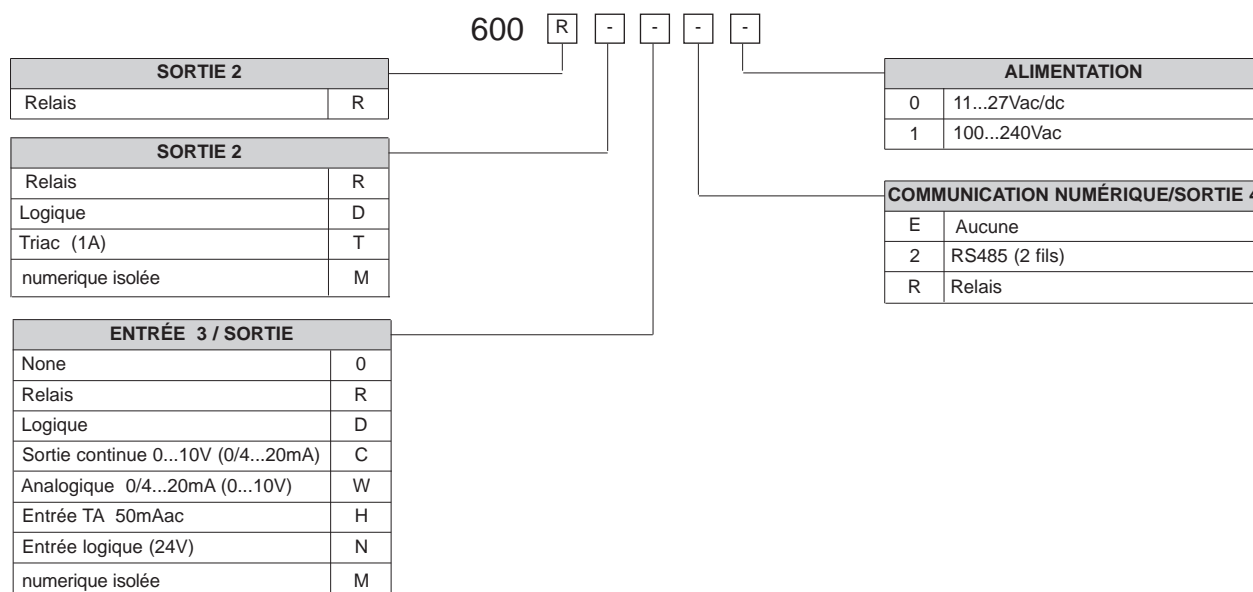 600 R - - - -
SORTIE 2
Relais R
SORTIE 2
Relais R
Logique D
Triac (1A) T
numerique isolée M
ENTRÉE 3 / SORTIE
None 0
Relais R
Logique D
Sortie continue 0...10V (0/4...20mA) C
Analogique 0/4...20mA (0...10V) W
Entrée TA 50mAac H
Entrée logique (24V) N
numerique isolée M
ALIMENTATION
0 11...27Vac/dc
1 100...240Vac
COMMUNICATION NUMÉRIQUE/SORTIE 4
E Aucune
2 RS485 (2 fils)
R Relais